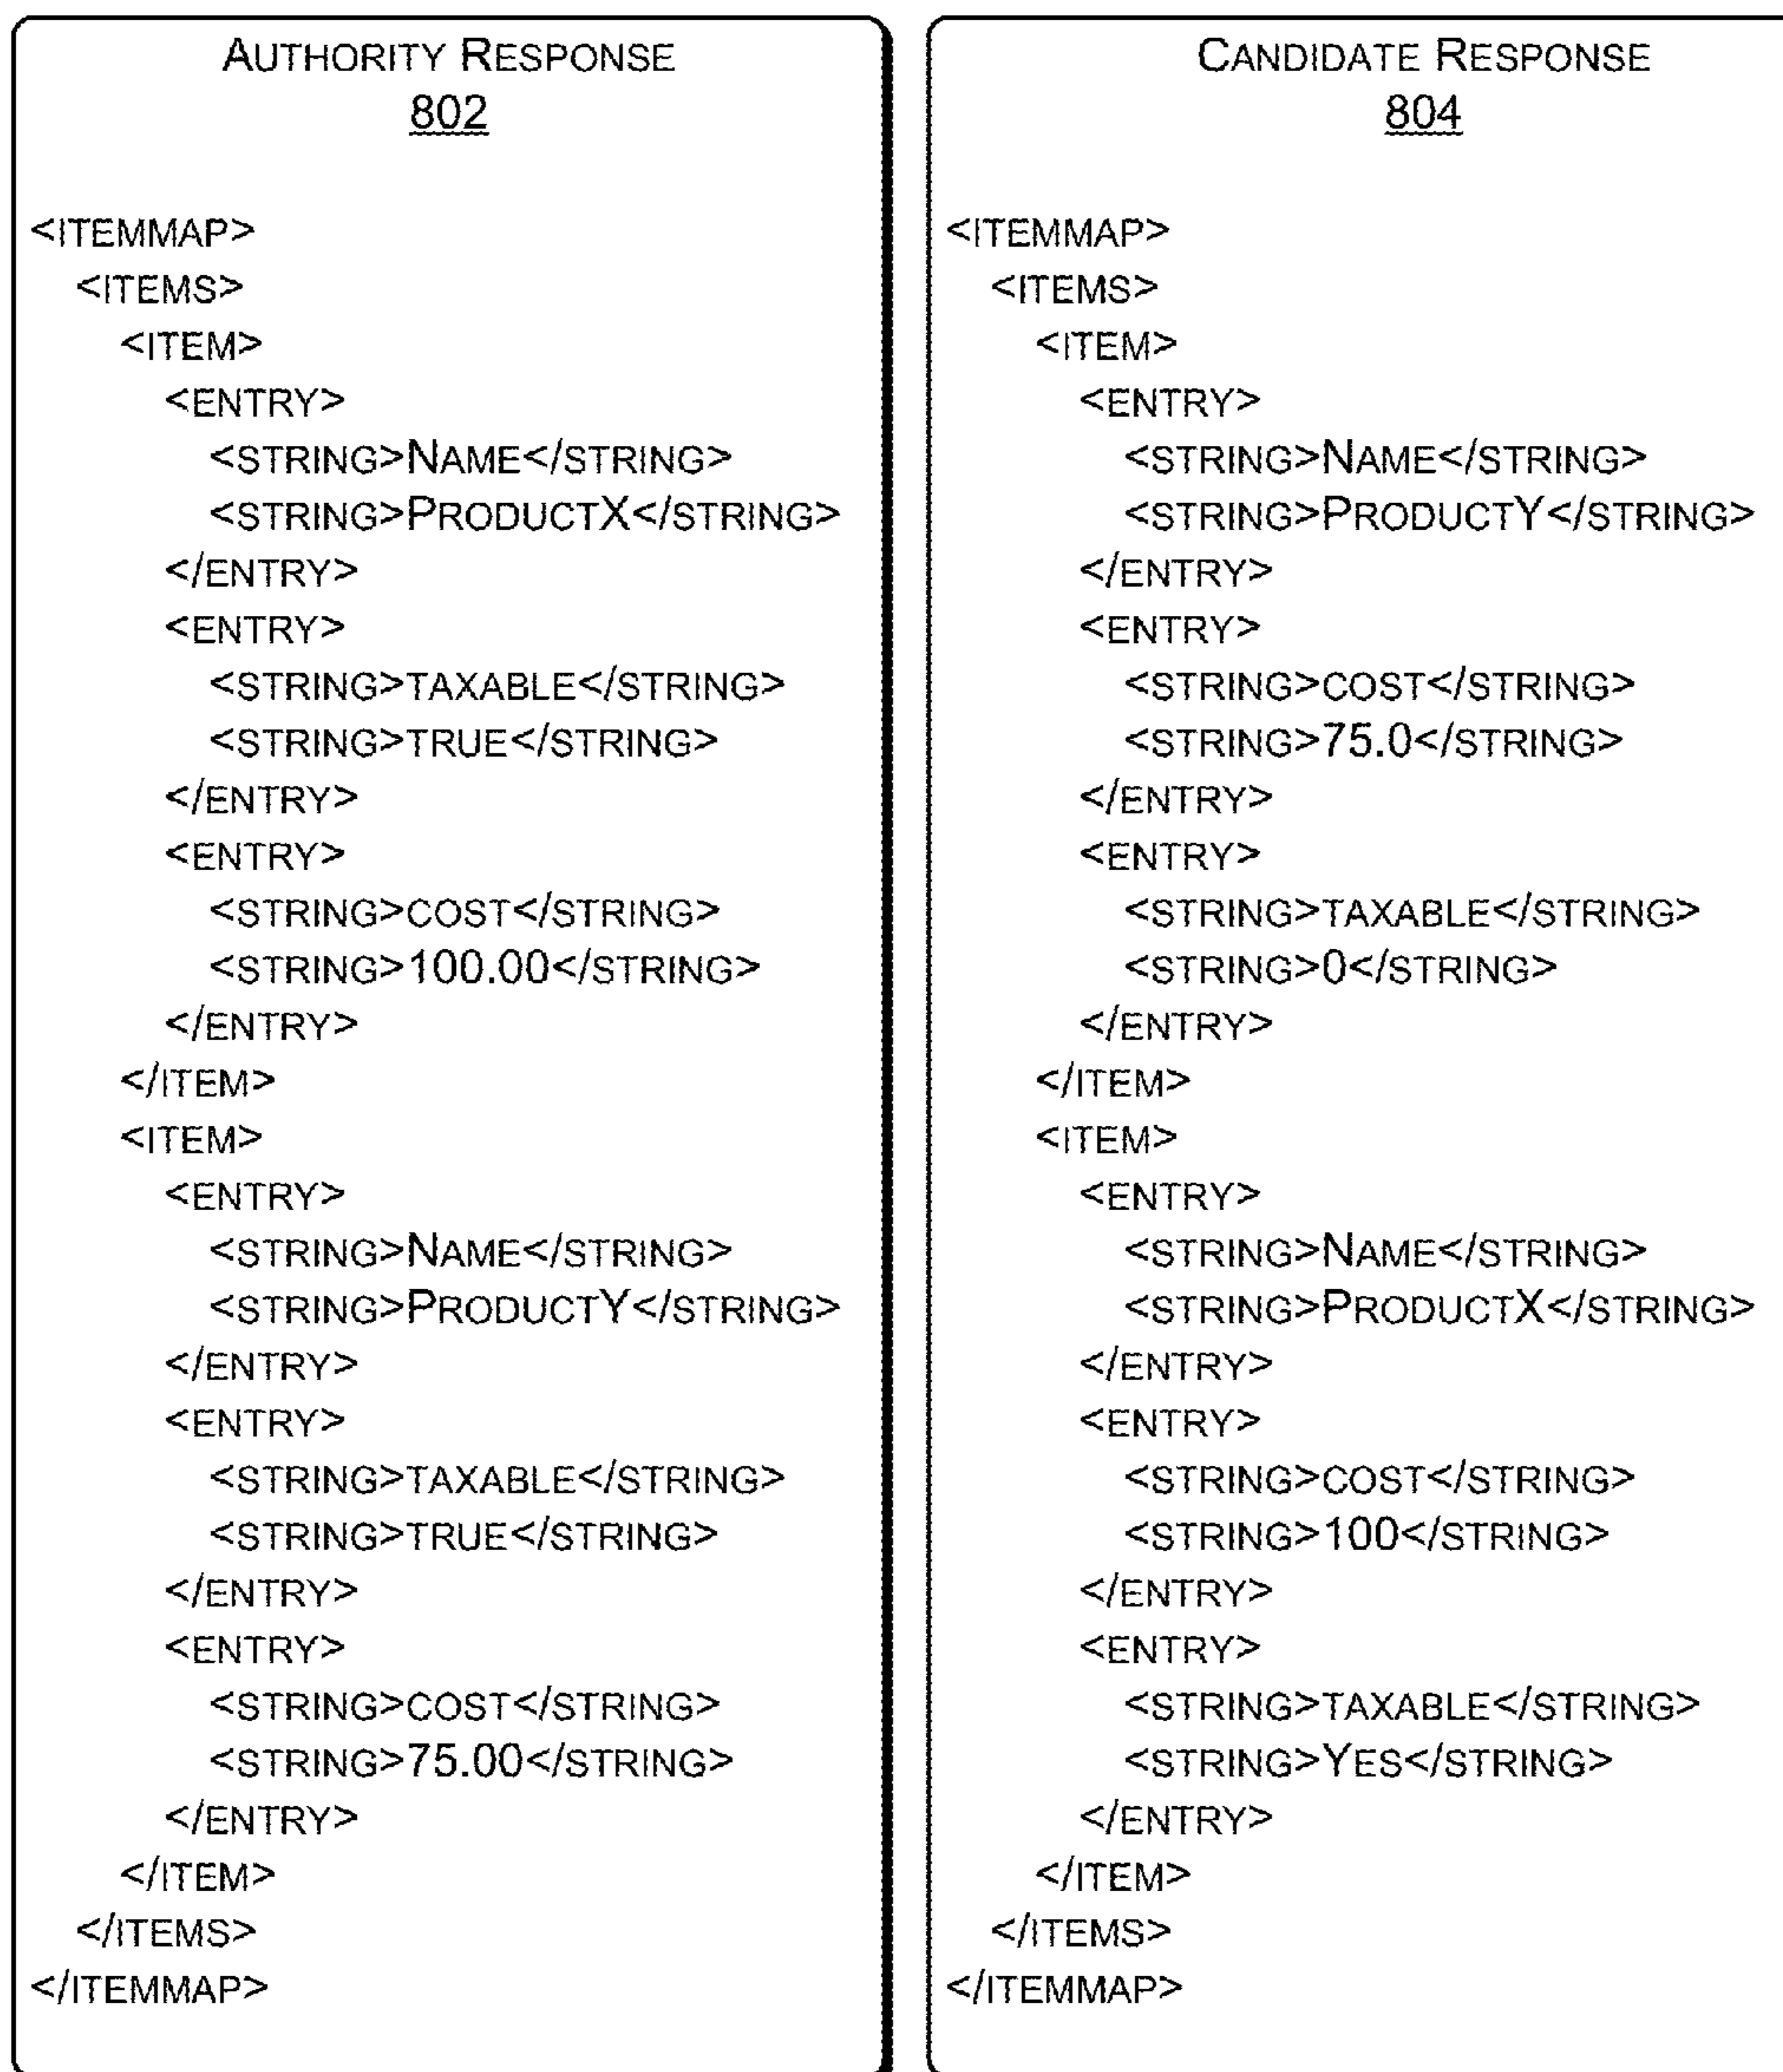 AUTHORITY RESPONSE
802
<ITEMMAP>
<ITEMS>
<ITEM>
<ENTRY>
<STRING>NAME</STRING>
<STRING>PRODUCTX</STRING>
</ENTRY>
<ENTRY>
<STRING>TAXABLE</STRING>
<STRING>TRUE</STRING>
</ENTRY>
<ENTRY>
<STRING>COST</STRING>
<STRING>100.00</STRING>
</ENTRY>
</ITEM>
<ITEM>
<ENTRY>
<STRING>NAME</STRING>
<STRING>PRODUCTY</STRING>
</ENTRY>
<ENTRY>
<STRING>TAXABLE</STRING>
<STRING>TRUE</STRING>
</ENTRY>
<ENTRY>
<STRING>COST</STRING>
<STRING>75.00</STRING>
</ENTRY>
</ITEM>
</ITEMS>
</ITEMMAP>
CANDIDATE RESPONSE
804
<ITEMMAP>
<ITEMS>
<ITEM>
<ENTRY>
<STRING>NAME</STRING>
<STRING>PRODUCTY</STRING>
</ENTRY>
<ENTRY>
<STRING>COST</STRING>
<STRING>75.0</STRING>
</ENTRY>
<ENTRY>
<STRING>TAXABLE</STRING>
<STRING>0</STRING>
</ENTRY>
</ITEM>
<ITEM>
<ENTRY>
<STRING>NAME</STRING>
<STRING>PRODUCTX</STRING>
</ENTRY>
<ENTRY>
<STRING>COST</STRING>
<STRING>100</STRING>
</ENTRY>
<ENTRY>
<STRING>TAXABLE</STRING>
<STRING>YES</STRING>
</ENTRY>
</ITEM>
</ITEMS>
</ITEMMAP>